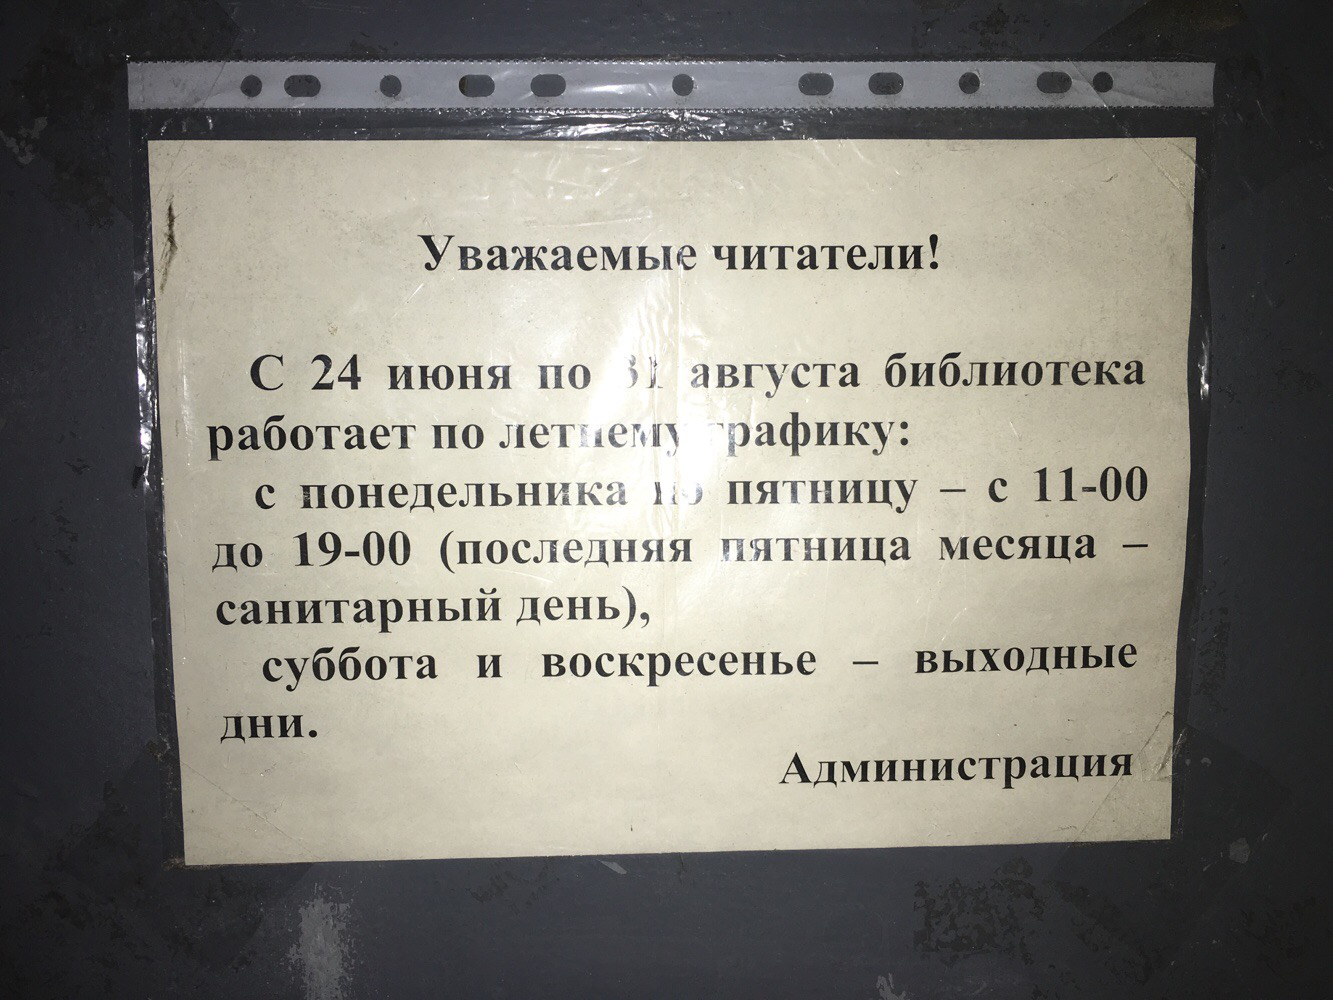 Уважаемые читатели!
С 24 июня по 31 августа библиотека
работает по летнему графику:
с понедельника по пятницу – с 11-00
до 19-00 (последняя пятница месяца –
санитарный день),
суббота и воскресенье – выходные
дни.
Администрация